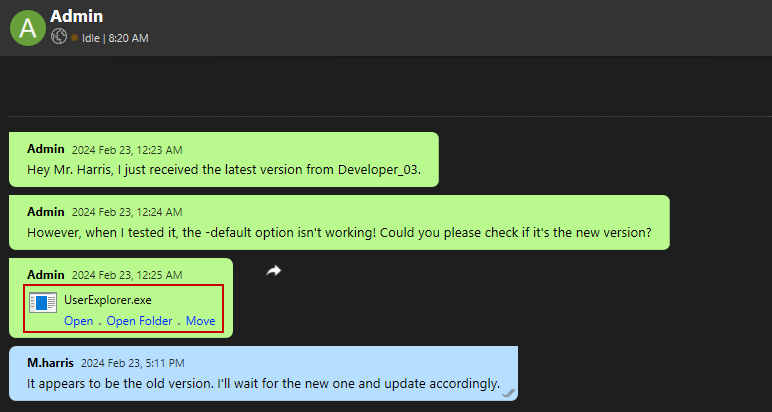 A
Admin
Idle | 8:20 AM
Admin 2024 Feb 23, 12:23 AM
Hey Mr. Harris, I just received the latest version from Developer_03.
Admin 2024 Feb 23, 12:24 AM
However, when I tested it, the -default option isn't working! Could you please check if it's the new version?
Admin 2024 Feb 23, 12:25 AM
UserExplorer.exe
Open . Open Folder . Move
M.harris 2024 Feb 23, 5:11 PM
It appears to be the old version. I'll wait for the new one and update accordingly.